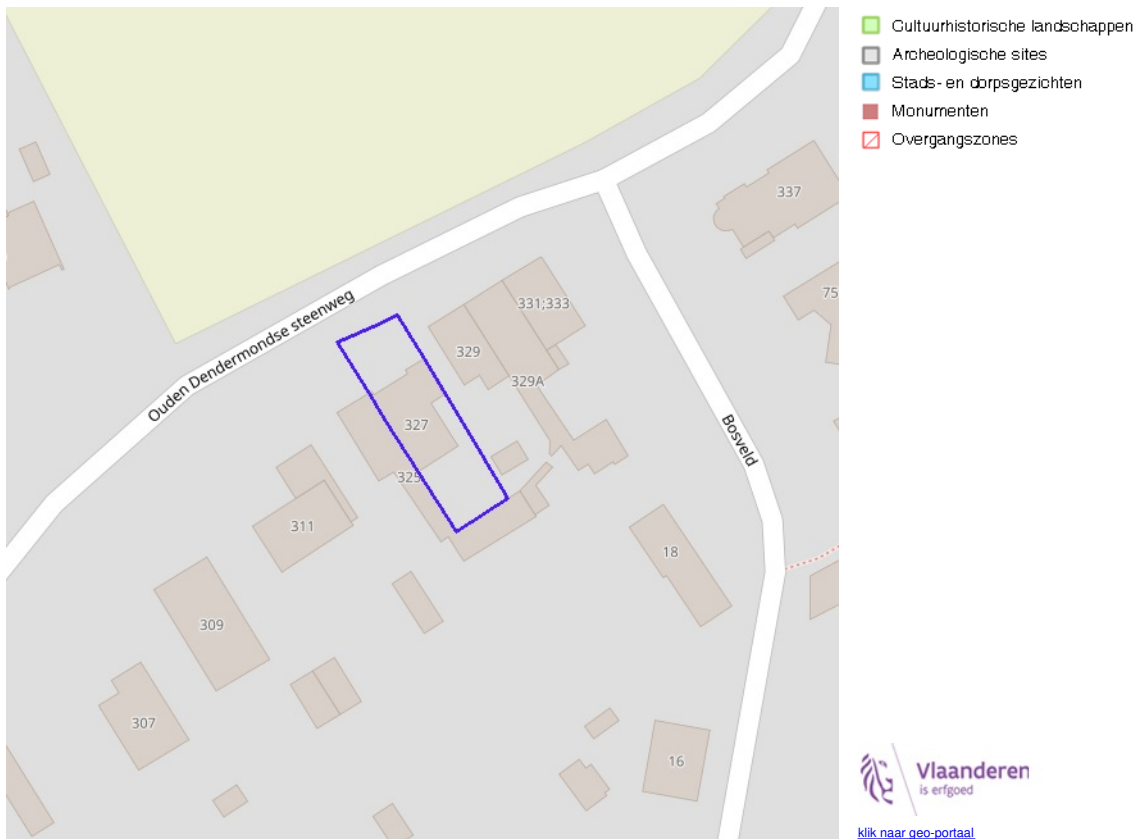 Cultuurhistorische landschappen
Archeologische sites
Stads- en dorpsgezichten
Monumenten
Overgangszones
337
75
331;333
329
329A
Ouden Dendermondse steenweg
327
325
Bosveld
311
18
309
307
16
Vlaanderen
is erfgoed
klik naar geo-portaal